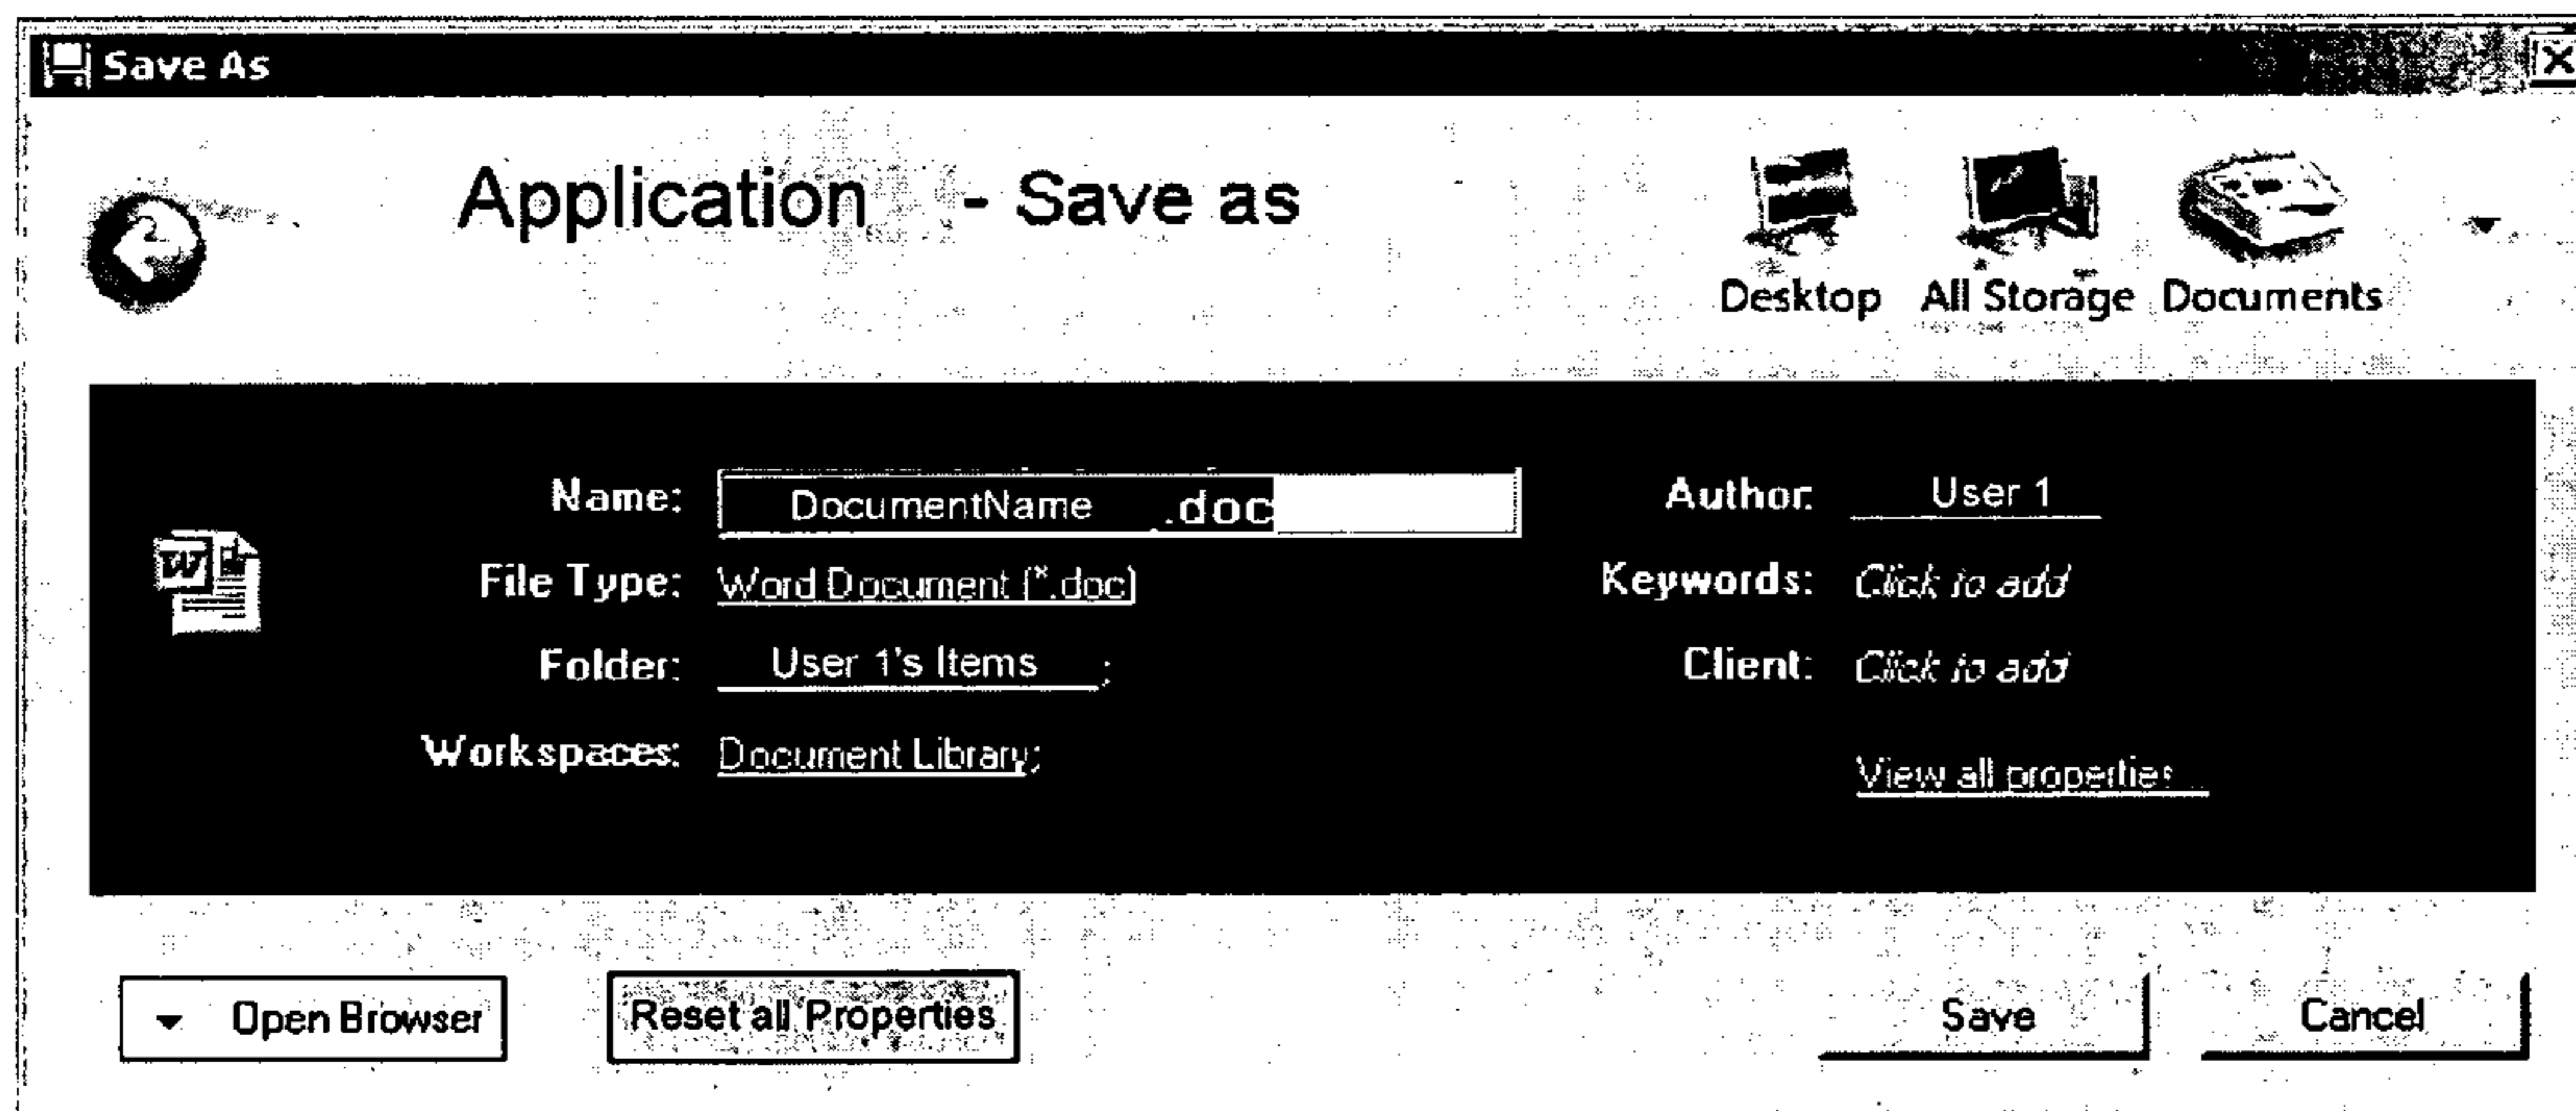 Save As
Application - Save as
Desktop All Storage Documents
Name: DocumentName .doc
Author: User 1
File Type: Word Document (*.doc)
Keywords: Click to add
Folder: User 1's Items ;
Client: Click to add
Workspaces: Document Library;
View all properties...
Open Browser
Reset all Properties
Save
Cancel